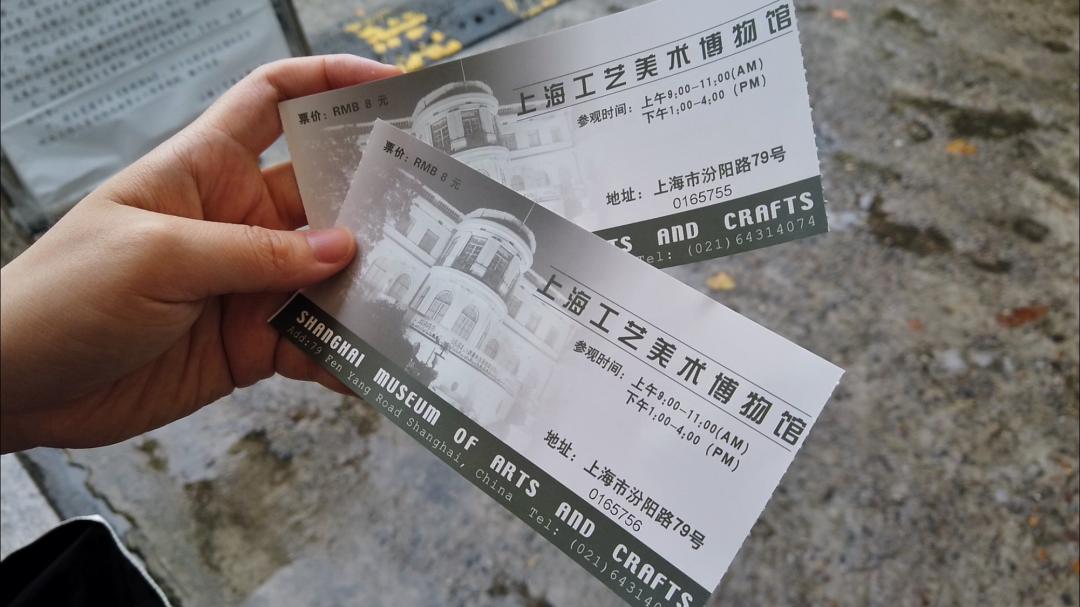 票价：RMB 8 元
上海工艺美术博物馆
参观时间：上午9;00-11;00(AM)
下午1;00-4;00 (PM)
地址：上海市汾阳路79号
0165755
AND CRAFTS
Tel: (021)64314074
票价：RMB 8 元
上海工艺美术博物馆
参观时间：上午9;00-11;00(AM)
下午1;00-4;00 (PM)
地址：上海市汾阳路79号
0165756
SHANGHAI MUSEUM OF ARTS AND CRAFTS
Add:79 Fen Yang Road Shanghai, China Tel: (021)643140